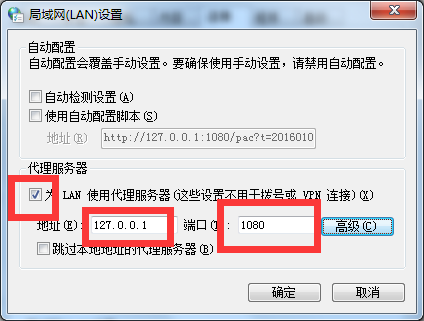 局域网(LAN)设置
自动配置
自动配置会覆盖手动设置。要确保使用手动设置，请禁用自动配置。
自动检测设置(A)
使用自动配置脚本(S)
地址(R) http://127.0.0.1:1080/pac?t=2016010
代理服务器
为 LAN 使用代理服务器(这些设置不用于拨号或 VPN 连接)(X)
地址(E): 127.0.0.1 端口(T): 1080 高级(C)
跳过本地地址的代理服务器(B)
确定 取消